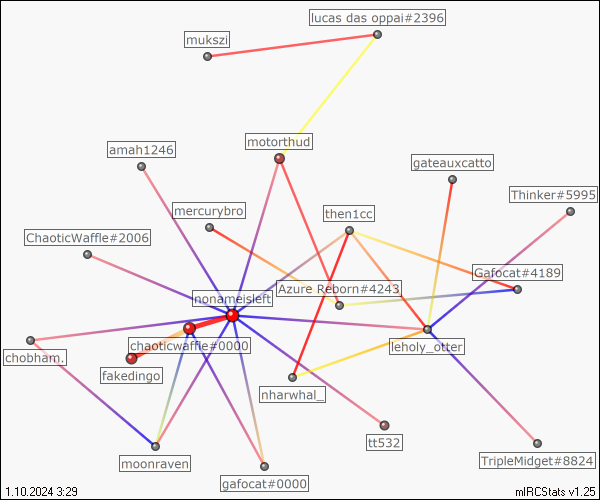 lucas das oppai#2396
mukszi
amah1246
motorthud
gateauxcatto
Thinker#5995
mercurybro
then1cc
ChaoticWaffle#2006
Gafocat#4189
Azure Reborn#4243
nonameisleft
chaoticwaffle#0000
leholy_otter
chobham.
fakedingo
nharwhal_
tt532
moonraven
TripleMidget#8824
gafocat#0000
1.10.2024 3:29
mIRCStats v1.25